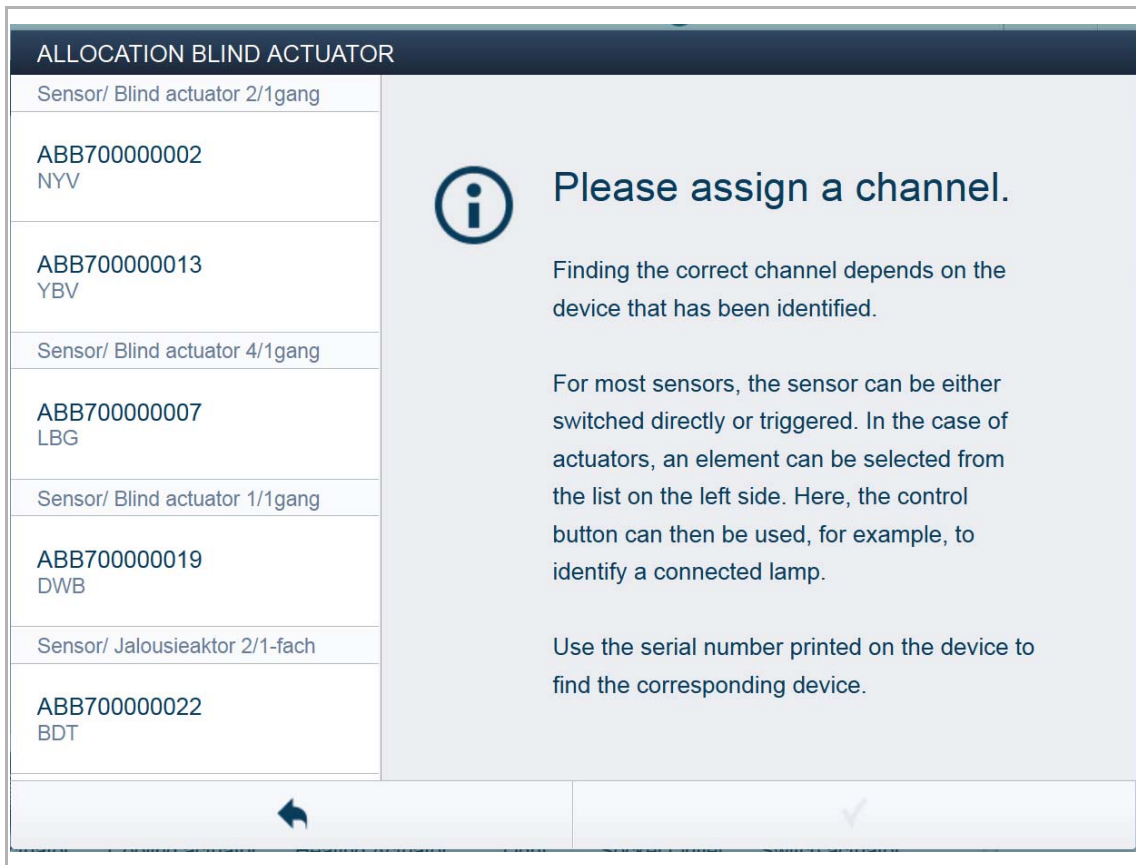 ALLOCATION BLIND ACTUATOR
Sensor/ Blind actuator 2/1gang
ABB700000002
NYV
ABB700000013
YBV
Sensor/ Blind actuator 4/1gang
ABB700000007
LBG
Sensor/ Blind actuator 1/1gang
ABB700000019
DWB
Sensor/ Jalousieaktor 2/1-fach
ABB700000022
BDT
Please assign a channel.
Finding the correct channel depends on the
device that has been identified.
For most sensors, the sensor can be either
switched directly or triggered. In the case of
actuators, an element can be selected from
the list on the left side. Here, the control
button can then be used, for example, to
identify a connected lamp.
Use the serial number printed on the device to
find the corresponding device.